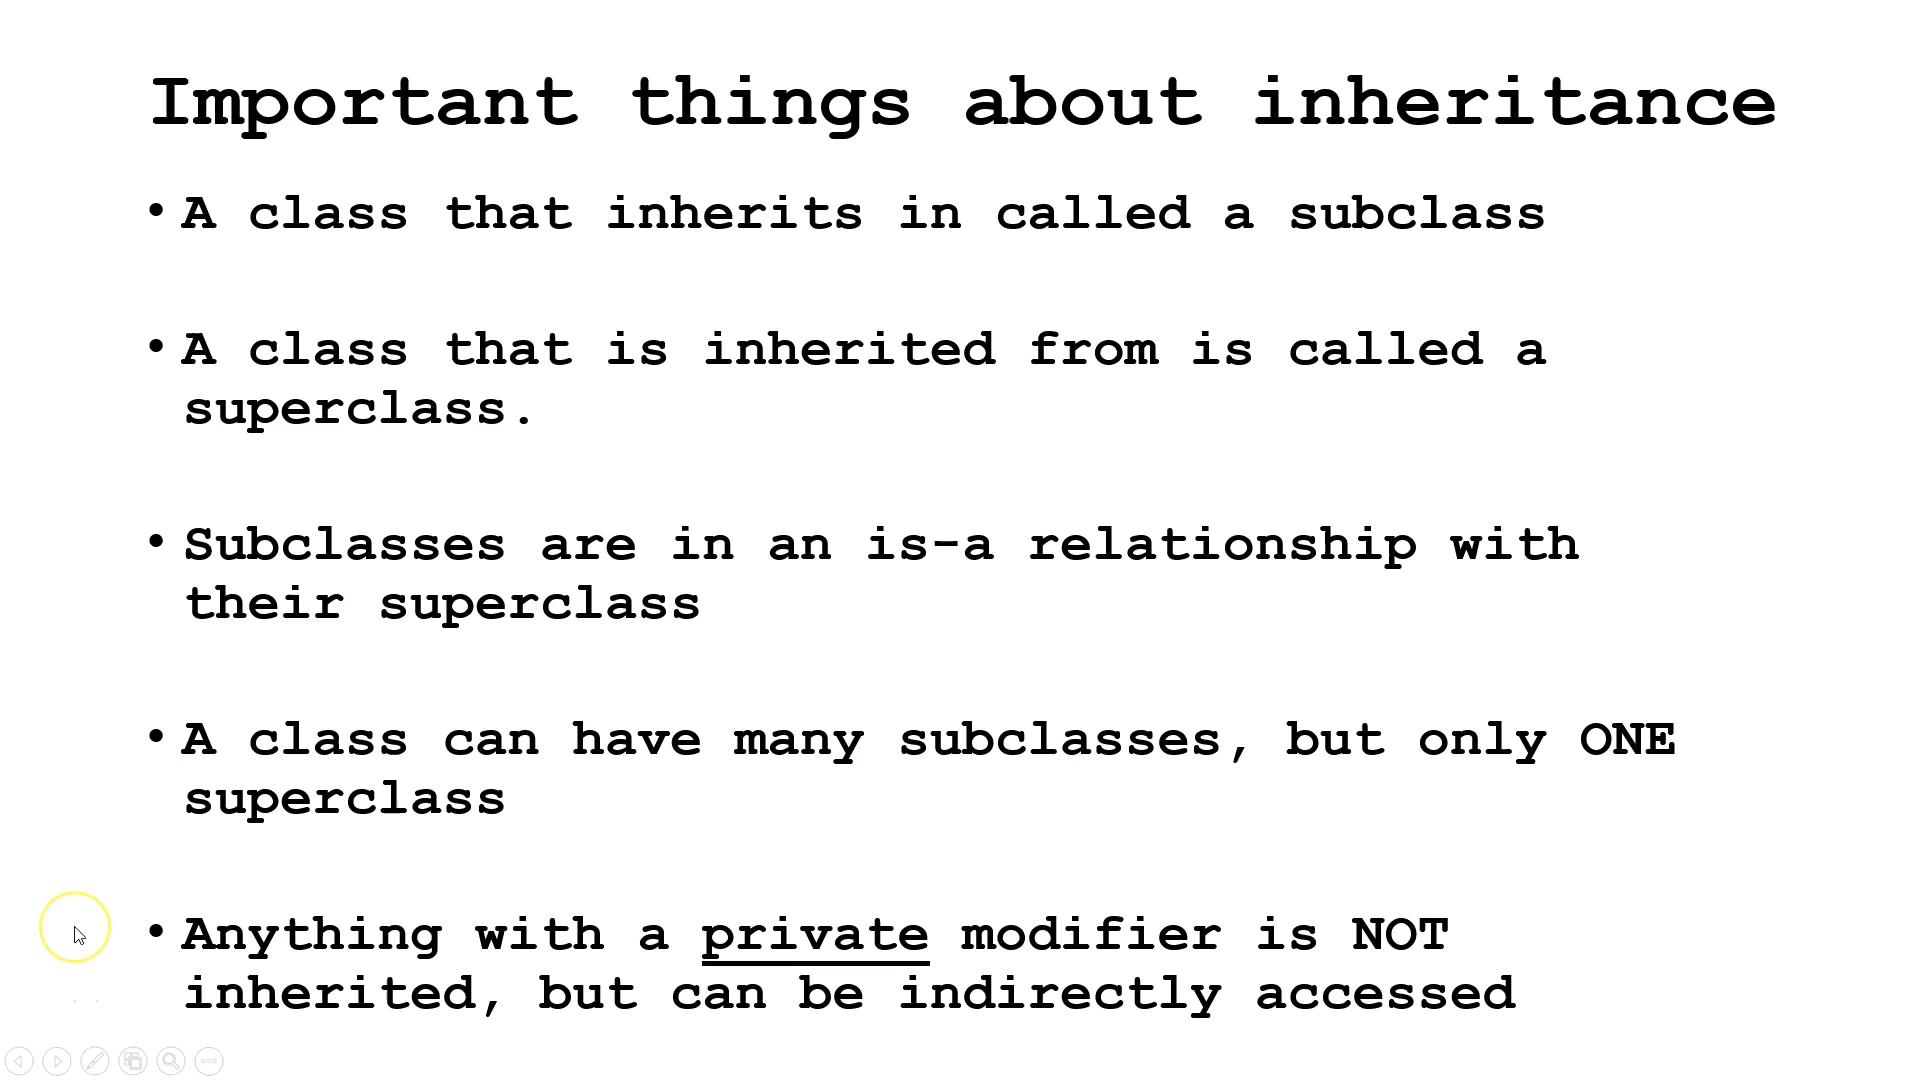 Important things about inheritance
• A class that inherits in called a subclass
• A class that is inherited from is called a
superclass.
• Subclasses are in an is-a relationship with
their superclass
• A class can have many subclasses, but only ONE
superclass
• Anything with a private modifier is NOT
inherited, but can be indirectly accessed